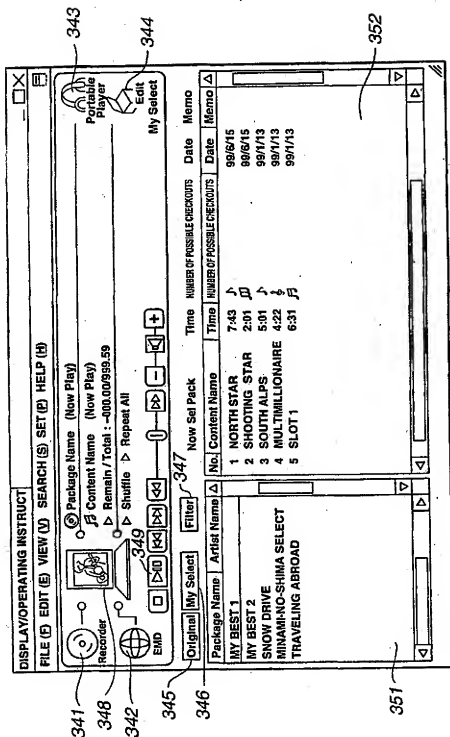 DISPLAY/OPERATING INSTRUCT
FILE (F) EDIT (E) VIEW (V) SEARCH (S) SET (P) HELP (H)
341
Recorder
348
342
EMD
Package Name (Now Play)
Content Name (Now Play)
Remain / Total : -000.00/999.59
Shuffle ▷ Repeat All
349
343
Portable Player
344
Edit
My Select
345
Original
My Select
346
Filter
347
Now Sel Pack Time NUMBER OF POSSIBLE CHECKOUTS Date Memo
Package Name Artist Name
MY BEST 1
MY BEST 2
SNOW DRIVE
MINAMI-NO-SHIMA SELECT
TRAVELING ABROAD
351
No. Content Name Time NUMBER OF POSSIBLE CHECKOUTS Date Memo
1 NORTH STAR 7:43 99/6/15
2 SHOOTING STAR 2:01 99/6/15
3 SOUTH ALPS 5:01 99/1/13
4 MULTIMILLIONAIRE 4:22 99/1/13
5 SLOT 1 6:31 99/1/13
352